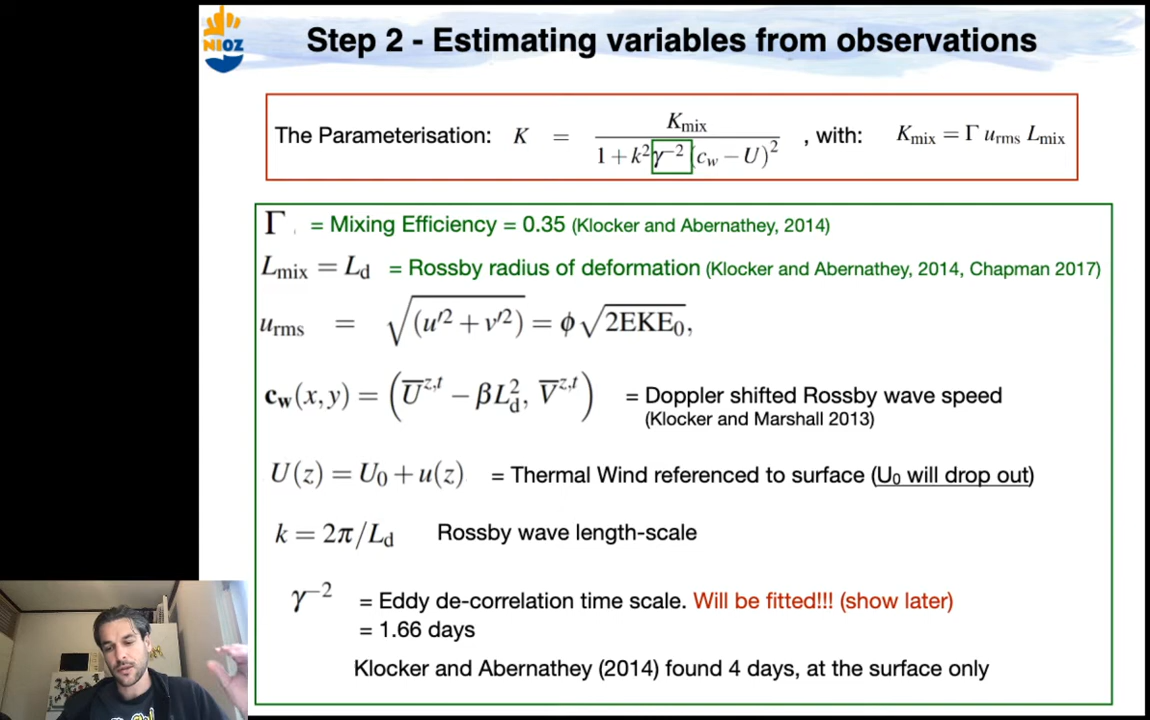 NIOZ
Step 2 - Estimating variables from observations
The Parameterisation: K = K_mix / (1 + k²γ⁻²(c_w − U)²) , with: K_mix = Γ u_rms L_mix
Γ = Mixing Efficiency = 0.35 (Klocker and Abernathey, 2014)
L_mix = L_d = Rossby radius of deformation (Klocker and Abernathey, 2014, Chapman 2017)
u_rms = √(u′² + v′²) = ϕ√2EKE₀,
c_w(x,y) = (U̅^{z,t} − βL_d², V̅^{z,t}) = Doppler shifted Rossby wave speed
(Klocker and Marshall 2013)
U(z) = U₀ + u(z) = Thermal Wind referenced to surface (U₀ will drop out)
k = 2π/L_d Rossby wave length-scale
γ⁻² = Eddy de-correlation time scale. Will be fitted!!! (show later)
= 1.66 days
Klocker and Abernathey (2014) found 4 days, at the surface only